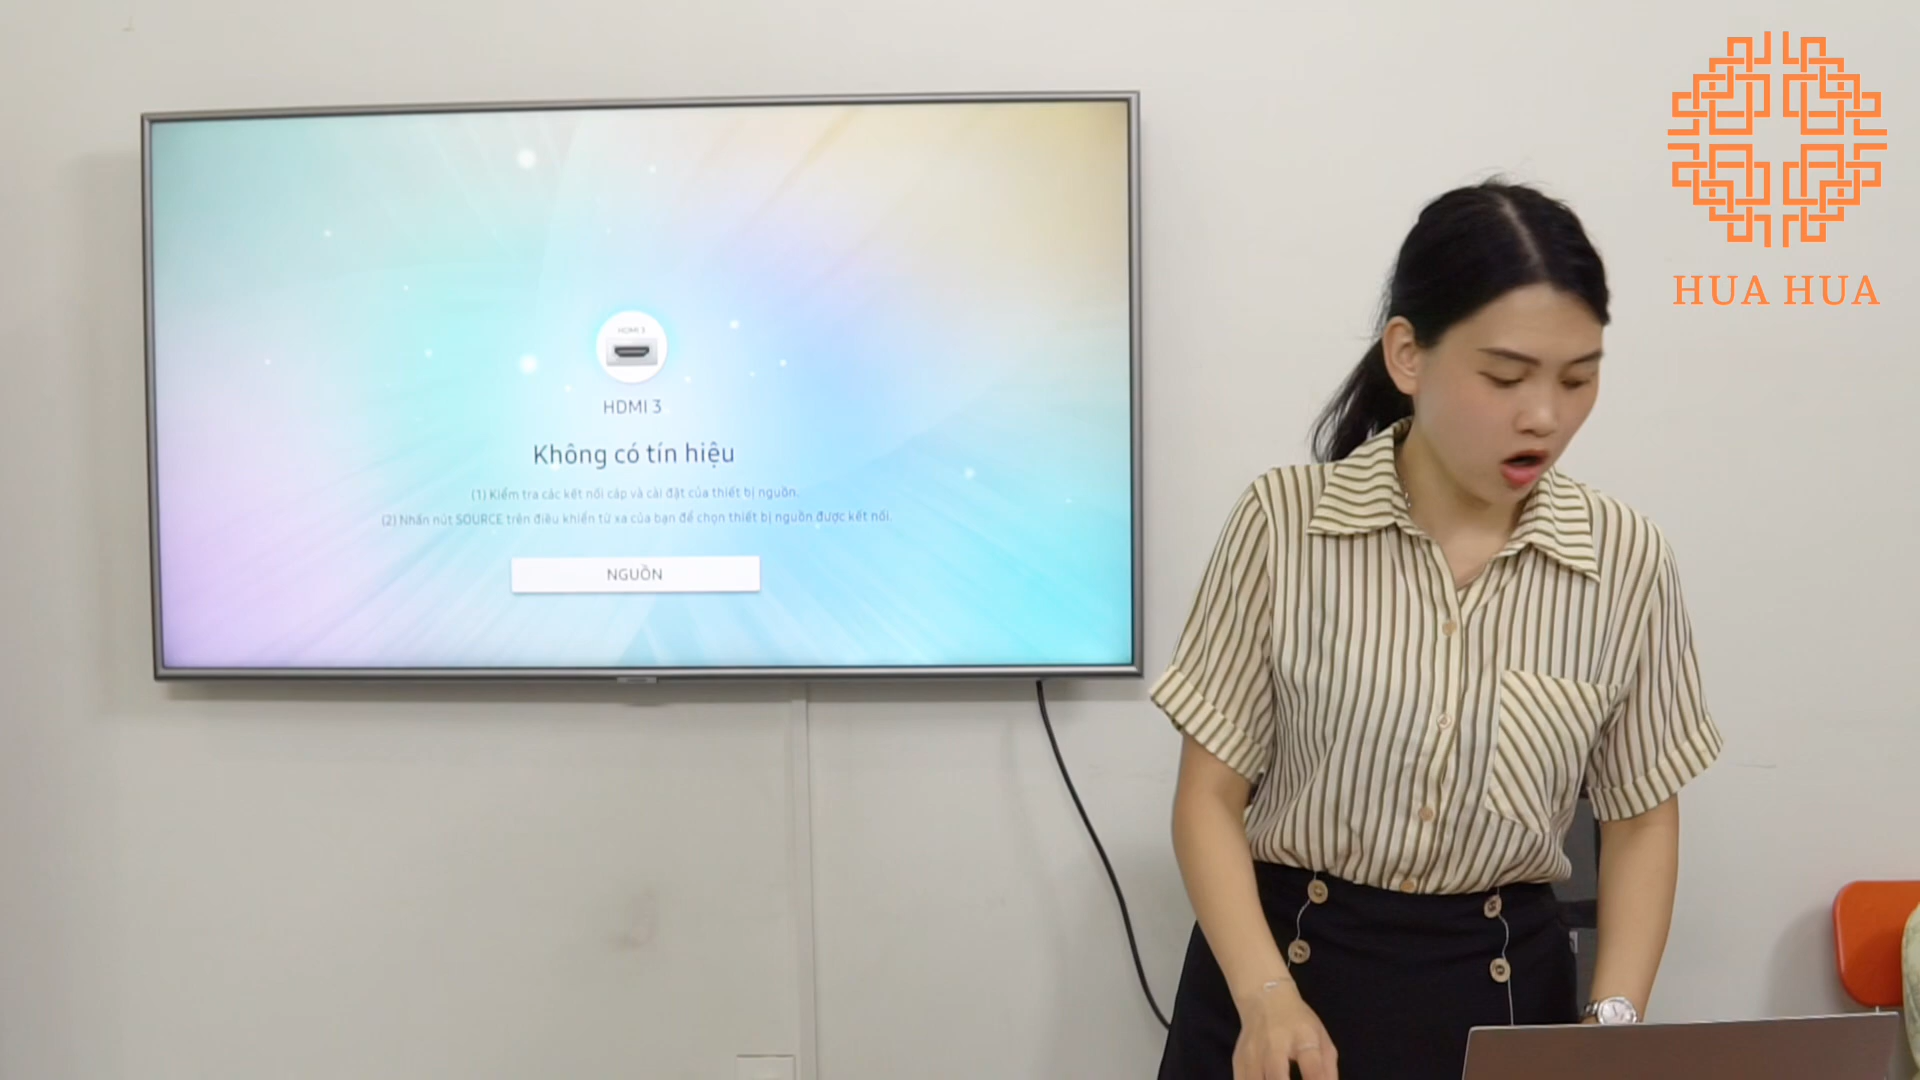 HUA HUA
HDMI 3
HDMI 3
Không có tín hiệu
(1) Kiểm tra các kết nối cáp và cài đặt của thiết bị nguồn.
(2) Nhấn nút SOURCE trên điều khiển từ xa của bạn để chọn thiết bị nguồn được kết nối.
NGUỒN